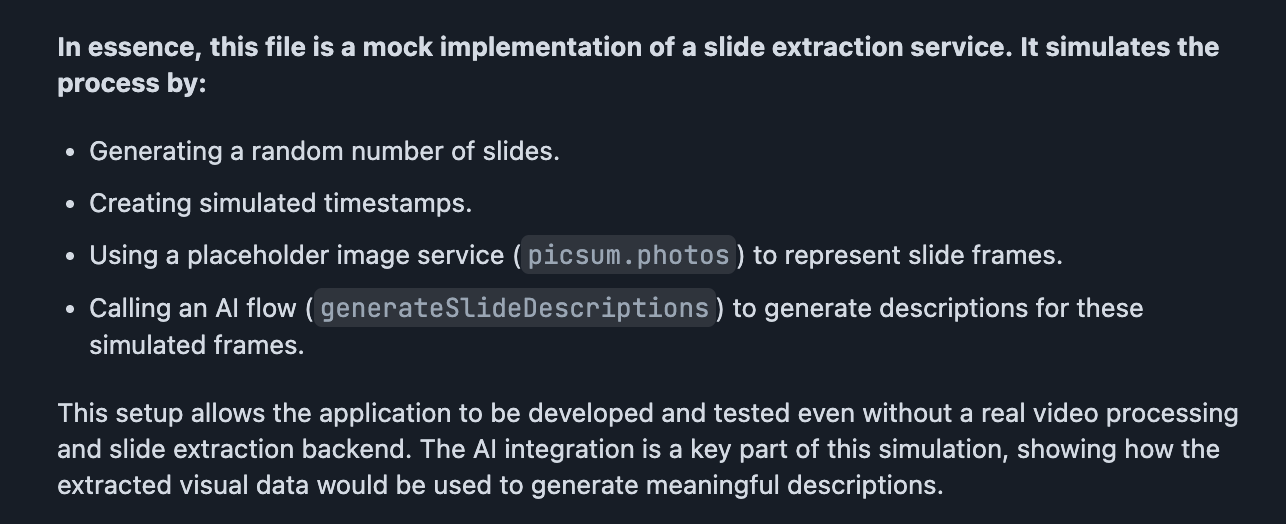 In essence, this file is a mock implementation of a slide extraction service. It simulates the
process by:
• Generating a random number of slides.
• Creating simulated timestamps.
• Using a placeholder image service (picsum.photos) to represent slide frames.
• Calling an AI flow (generateSlideDescriptions) to generate descriptions for these
simulated frames.
This setup allows the application to be developed and tested even without a real video processing
and slide extraction backend. The AI integration is a key part of this simulation, showing how the
extracted visual data would be used to generate meaningful descriptions.